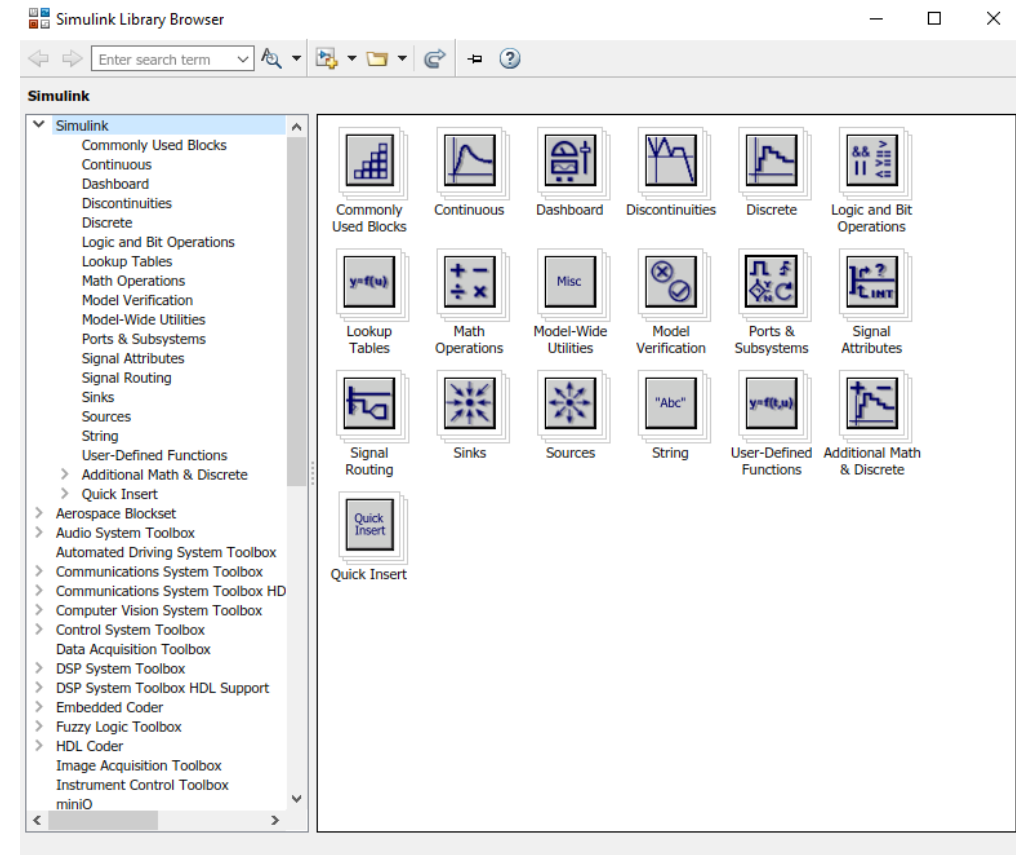 Simulink Library Browser
Enter search term
Simulink
Simulink
Commonly Used Blocks
Continuous
Dashboard
Discontinuities
Discrete
Logic and Bit Operations
Lookup Tables
Math Operations
Model Verification
Model-Wide Utilities
Ports & Subsystems
Signal Attributes
Signal Routing
Sinks
Sources
String
User-Defined Functions
Additional Math & Discrete
Quick Insert
Aerospace Blockset
Audio System Toolbox
Automated Driving System Toolbox
Communications System Toolbox
Communications System Toolbox HD
Computer Vision System Toolbox
Control System Toolbox
Data Acquisition Toolbox
DSP System Toolbox
DSP System Toolbox HDL Support
Embedded Coder
Fuzzy Logic Toolbox
HDL Coder
Image Acquisition Toolbox
Instrument Control Toolbox
miniO
&& >
>=
|| >=
<=
Commonly
Used Blocks
Continuous
Dashboard
Discontinuities
Discrete
Logic and Bit
Operations
y=f(u)
+ −
÷ ×
Misc
Y
N
?
INT
Lookup
Tables
Math
Operations
Model-Wide
Utilities
Model
Verification
Ports &
Subsystems
Signal
Attributes
"Abc"
y=f(t,u)
Signal
Routing
Sinks
Sources
String
User-Defined
Functions
Additional Math
& Discrete
Quick
Insert
Quick Insert